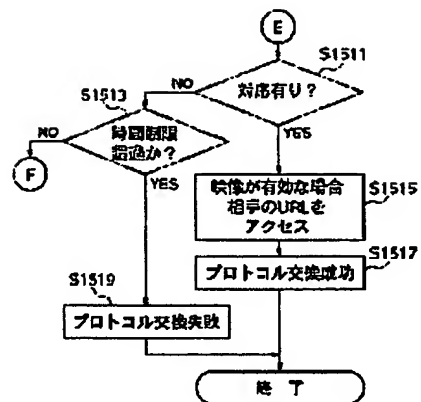 E
S1511
対応有り？
NO
YES
S1513
時間制限
超過か？
NO
YES
F
映像が有効な場合
相手のURLを
アクセス
S1515
プロトコル交換成功
S1517
S1519
プロトコル交換失敗
終 了